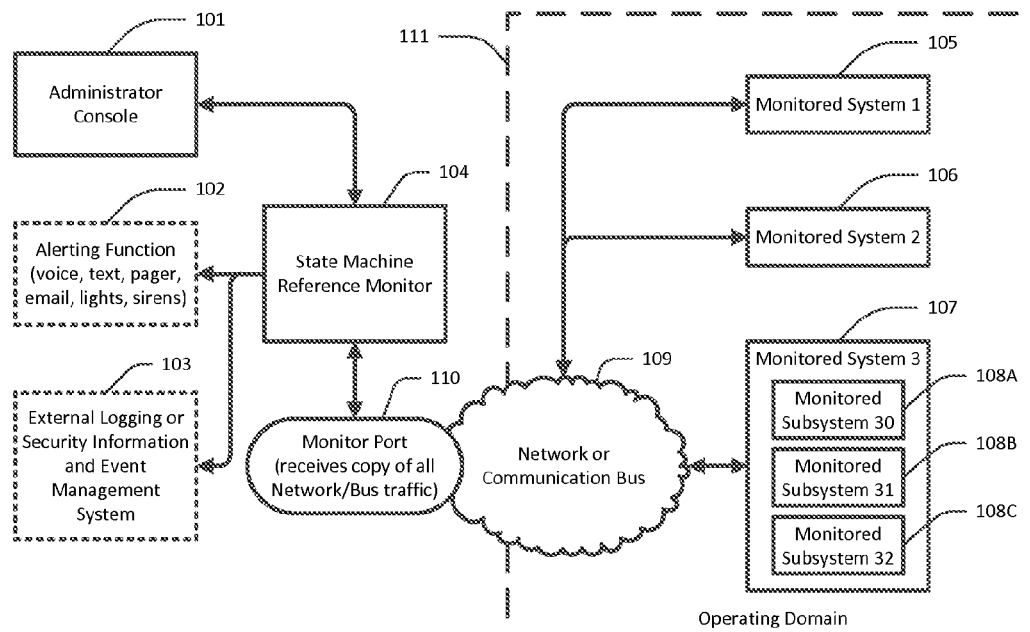 101
Administrator
Console
102
Alerting Function
(voice, text, pager,
email, lights, sirens)
103
External Logging or
Security Information
and Event
Management
System
104
State Machine
Reference Monitor
110
Monitor Port
(receives copy of all
Network/Bus traffic)
111
109
Network or
Communication Bus
105
Monitored System 1
106
Monitored System 2
107
Monitored System 3
108A
Monitored
Subsystem 30
108B
Monitored
Subsystem 31
108C
Monitored
Subsystem 32
Operating Domain